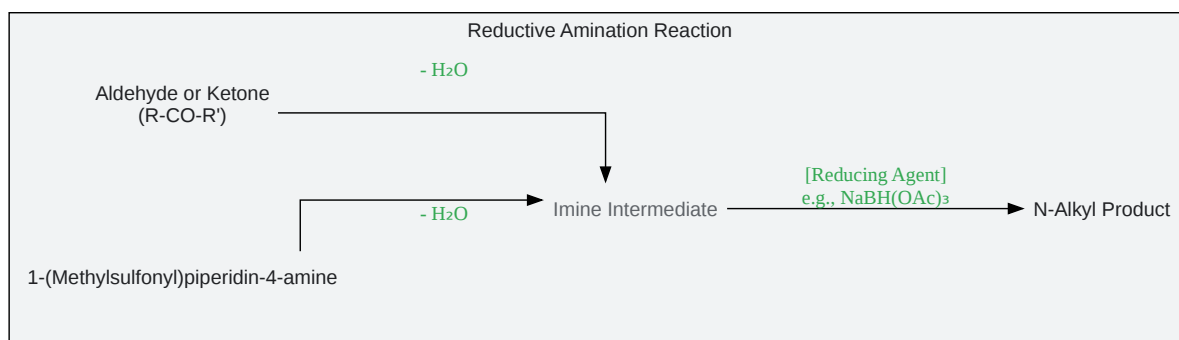 Reductive Amination Reaction
- H₂O
Aldehyde or Ketone
(R-CO-R')
[Reducing Agent]
e.g., NaBH(OAc)₃
- H₂O
Imine Intermediate
N-Alkyl Product
1-(Methylsulfonyl)piperidin-4-amine